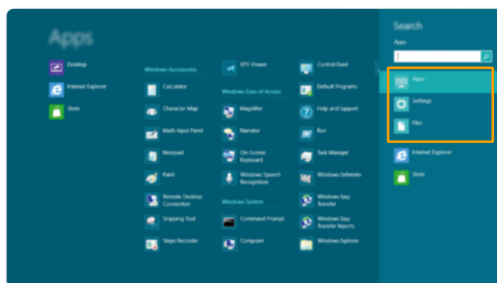 Apps
Desktop
Internet Explorer
Store
Windows Accessories
Calculator
Character Map
Math Input Panel
Notepad
Paint
Remote Desktop
Connection
Snipping Tool
Steps Recorder
XPS Viewer
Windows Ease of Access
Magnifier
Narrator
On-Screen
Keyboard
Windows Speech
Recognition
Windows System
Command Prompt
Computer
Control Panel
Default Programs
Help and Support
Run
Task Manager
Windows Defender
Windows Easy
Transfer
Windows Easy
Transfer Reports
Windows Explorer
Search
Apps
Apps
Settings
Files
Internet Explorer
Store